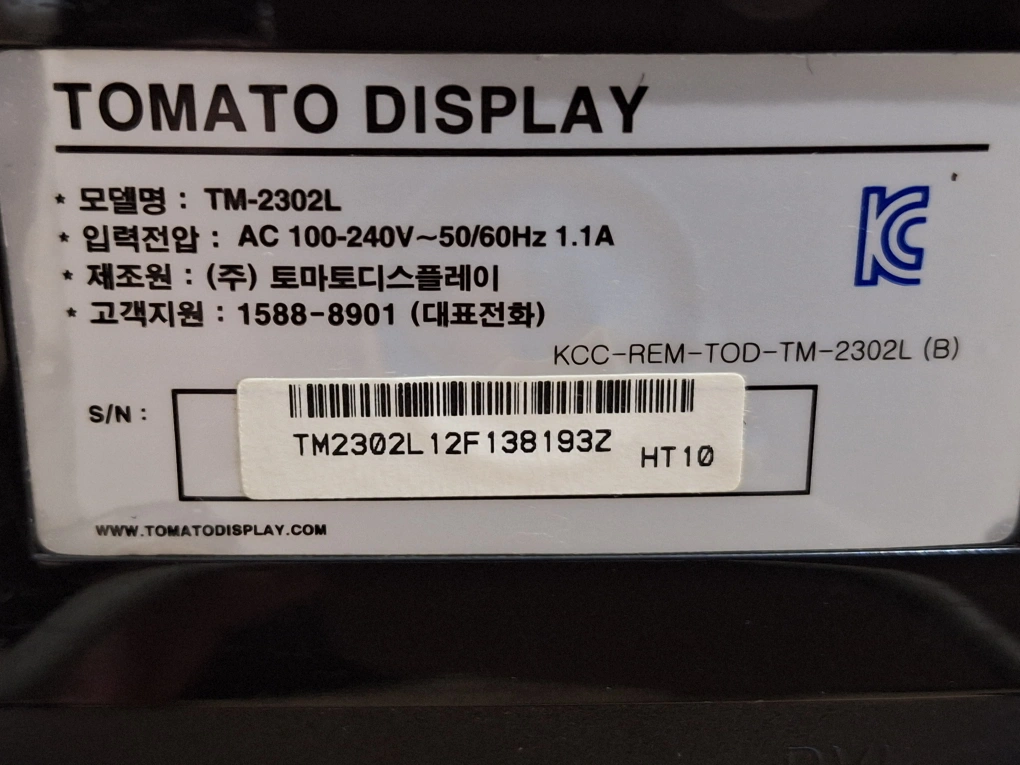 TOMATO DISPLAY
* 모델명 : TM-2302L
* 입력전압 : AC 100-240V~50/60Hz 1.1A
* 제조원 : (주) 토마토디스플레이
* 고객지원 : 1588-8901 (대표전화)
KC
KCC-REM-TOD-TM-2302L (B)
S/N :
TM2302L12F138193Z
HT10
WWW.TOMATODISPLAY.COM